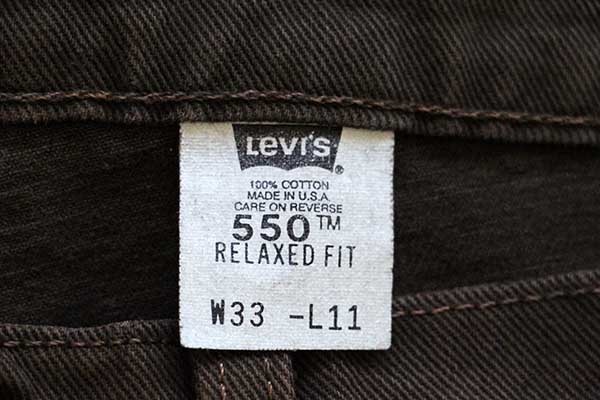 Levi's®
100% COTTON
MADE IN U.S.A.
CARE ON REVERSE
550™
RELAXED FIT
W33 -L11